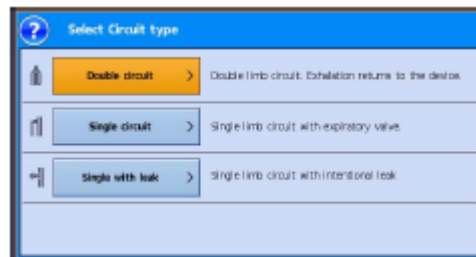 ? Select Circuit type
Double circuit > Double limb circuit. Exhalation returns to the device.
Single circuit > Single limb circuit with expiratory valve.
Single with leak > Single limb circuit with intentional leak